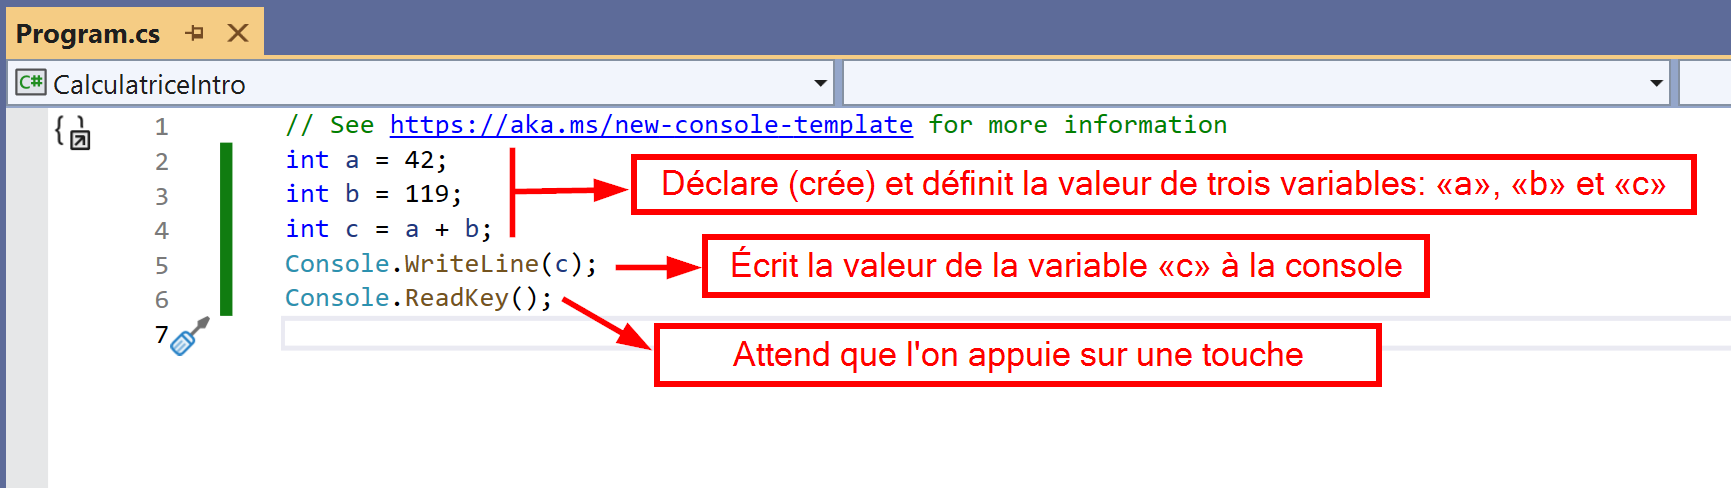 Program.cs
C# CalculatriceIntro
1 // See https://aka.ms/new-console-template for more information
2 int a = 42;
3 int b = 119;
4 int c = a + b;
Déclare (crée) et définit la valeur de trois variables: «a», «b» et «c»
5 Console.WriteLine(c);
Écrit la valeur de la variable «c» à la console
6 Console.ReadKey();
7
Attend que l'on appuie sur une touche